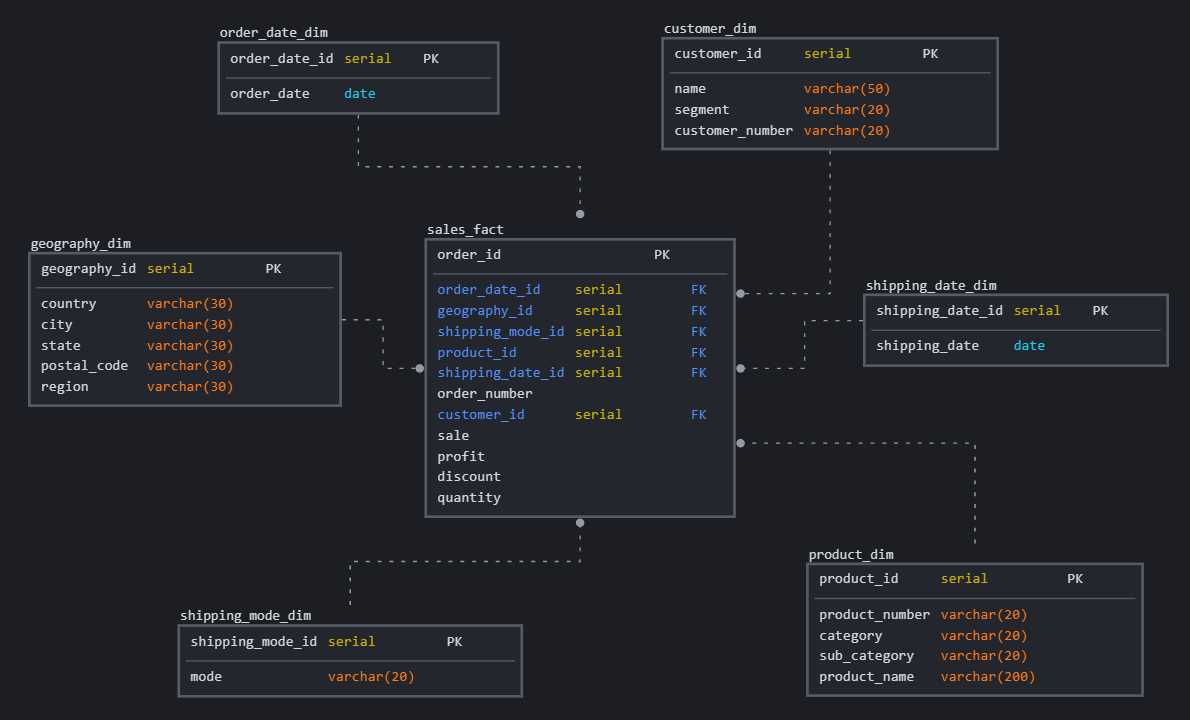 order_date_dim
order_date_id serial PK
order_date date
customer_dim
customer_id serial PK
name varchar(50)
segment varchar(20)
customer_number varchar(20)
geography_dim
geography_id serial PK
country varchar(30)
city varchar(30)
state varchar(30)
postal_code varchar(30)
region varchar(30)
sales_fact
order_id PK
order_date_id serial FK
geography_id serial FK
shipping_mode_id serial FK
product_id serial FK
shipping_date_id serial FK
order_number
customer_id serial FK
sale
profit
discount
quantity
shipping_date_dim
shipping_date_id serial PK
shipping_date date
shipping_mode_dim
shipping_mode_id serial PK
mode varchar(20)
product_dim
product_id serial PK
product_number varchar(20)
category varchar(20)
sub_category varchar(20)
product_name varchar(200)